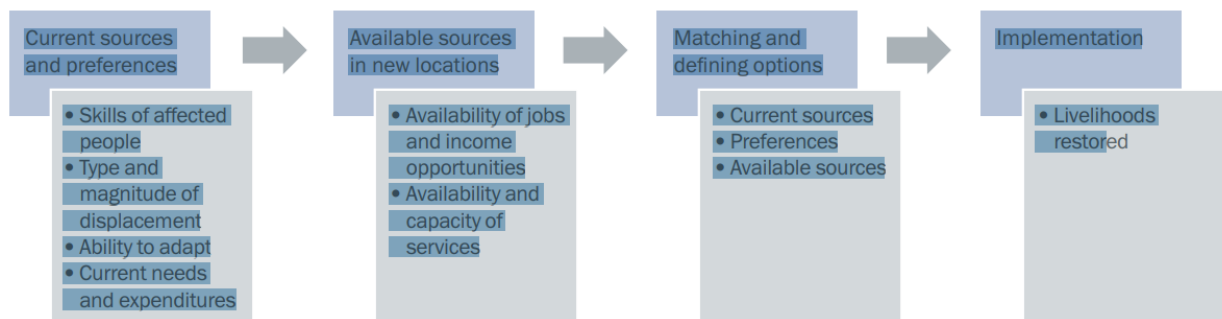 Current sources
and preferences
• Skills of affected
people
• Type and
magnitude of
displacement
• Ability to adapt
• Current needs
and expenditures
Available sources
in new locations
• Availability of jobs
and income
opportunities
• Availability and
capacity of
services
Matching and
defining options
• Current sources
• Preferences
• Available sources
Implementation
• Livelihoods
restored